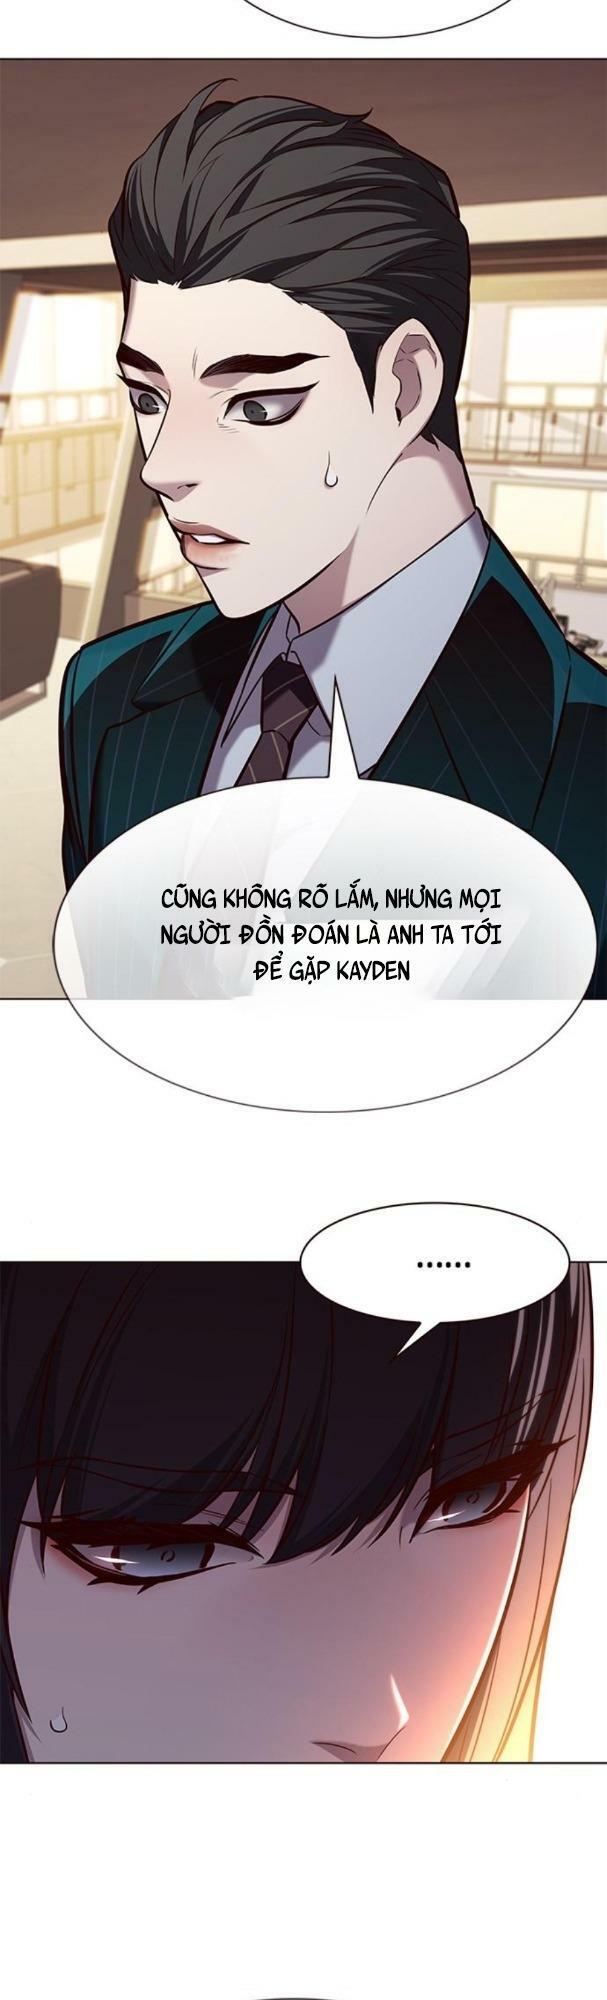 CŨNG KHÔNG RÕ LẮM, NHƯNG MỌI
NGƯỜI ĐỒN ĐOÁN LÀ ANH TA TỚI
ĐỂ GẶP KAYDEN
......